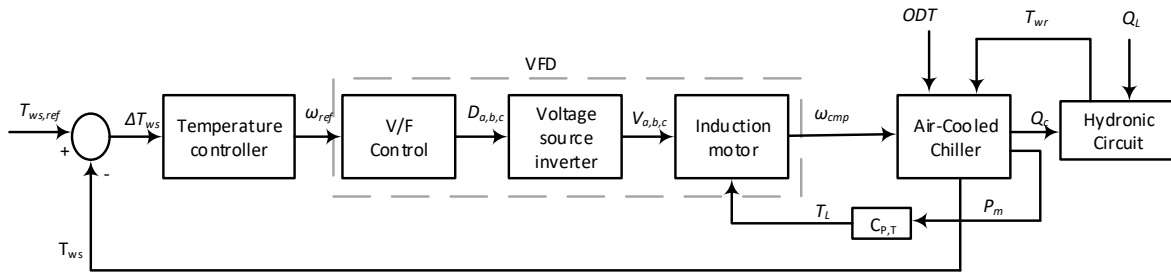 ODT
T_wr
Q_L
VFD
T_ws,ref
ΔT_ws
Temperature controller
ω_ref
V/F Control
D_a,b,c
Voltage source inverter
V_a,b,c
Induction motor
ω_cmp
Air-Cooled Chiller
Q_c
Hydronic Circuit
+
-
T_L
C_P,T
P_m
T_ws